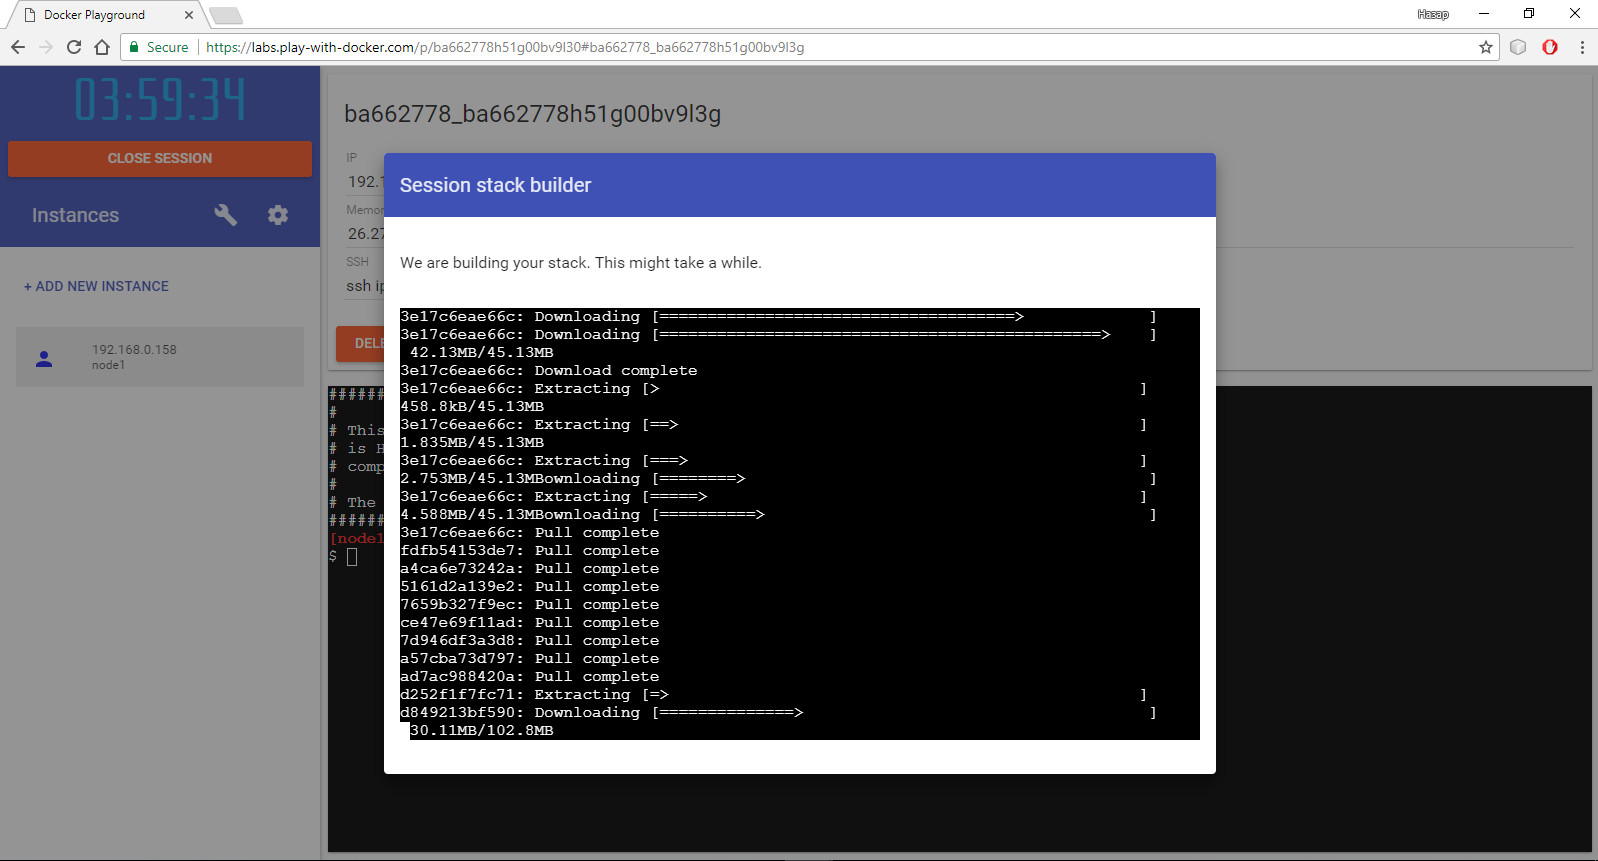 Docker Playground
Hasap
Secure
https://labs.play-with-docker.com/p/ba662778h51g00bv9l30#ba662778_ba662778h51g00bv9l3g
03:59:34
CLOSE SESSION
Instances
+ ADD NEW INSTANCE
192.168.0.158
node1
ba662778_ba662778h51g00bv9l3g
IP
192.1
Memor
26.27
SSH
ssh ip
DELE
Session stack builder
We are building your stack. This might take a while.
3e17c6eae66c: Downloading [=====================================> ]
3e17c6eae66c: Downloading [==============================================> ]
42.13MB/45.13MB
3e17c6eae66c: Download complete
3e17c6eae66c: Extracting [> ]
458.8kB/45.13MB
3e17c6eae66c: Extracting [==> ]
1.835MB/45.13MB
3e17c6eae66c: Extracting [===> ]
2.753MB/45.13MBownloading [========> ]
3e17c6eae66c: Extracting [=====> ]
4.588MB/45.13MBownloading [==========> ]
3e17c6eae66c: Pull complete
fdfb54153de7: Pull complete
a4ca6e73242a: Pull complete
5161d2a139e2: Pull complete
7659b327f9ec: Pull complete
ce47e69f11ad: Pull complete
7d946df3a3d8: Pull complete
a57cba73d797: Pull complete
ad7ac988420a: Pull complete
d252f1f7fc71: Extracting [=> ]
d849213bf590: Downloading [==============> ]
30.11MB/102.8MB
######
#
# This
# is H
# comp
#
# The
######
[node1
$